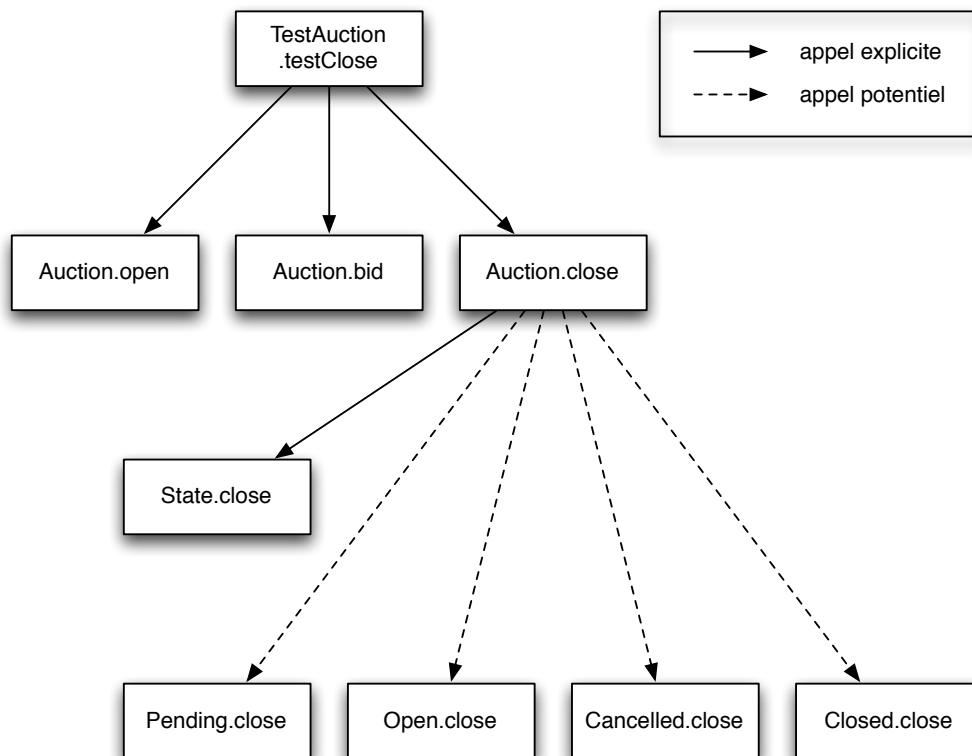 TestAuction
.testClose
appel explicite
appel potentiel
Auction.open
Auction.bid
Auction.close
State.close
Pending.close
Open.close
Cancelled.close
Closed.close